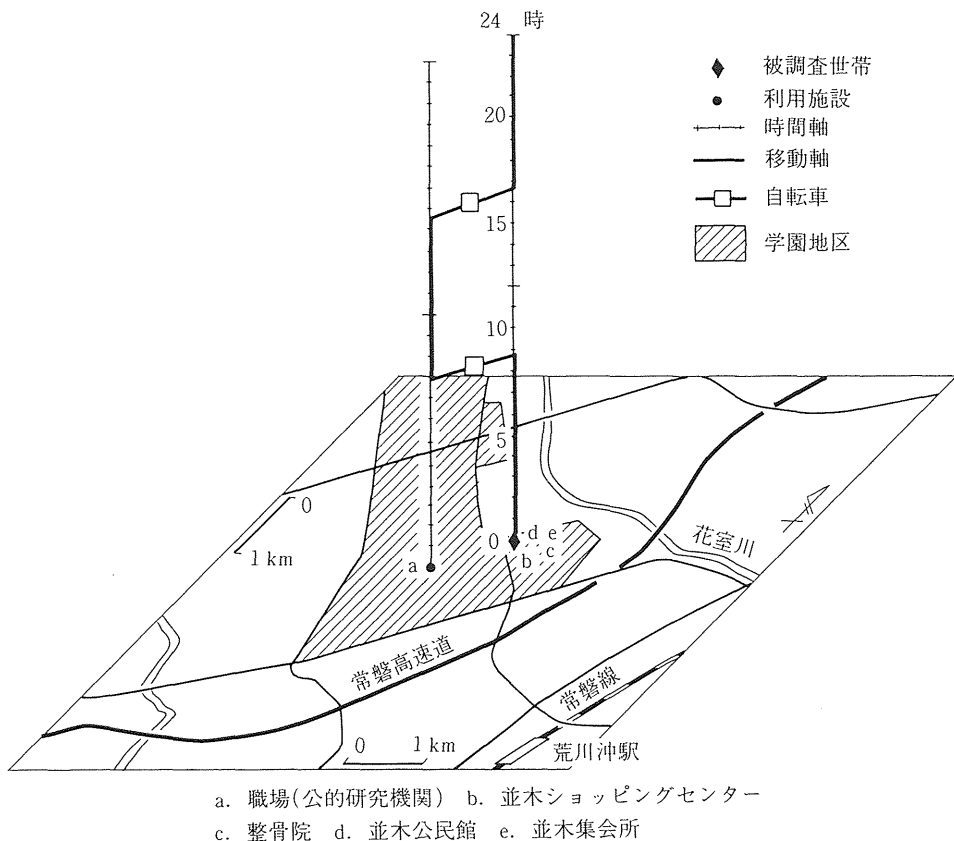 24 時
20
15
10
5
0
被調査世帯
利用施設
時間軸
移動軸
自転車
学園地区
0
1 km
a
d e
b c
花室川
常磐高速道
常磐線
0 1 km
荒川沖駅
a. 職場(公的研究機関) b. 並木ショッピングセンター
c. 整骨院 d. 並木公民館 e. 並木集会所